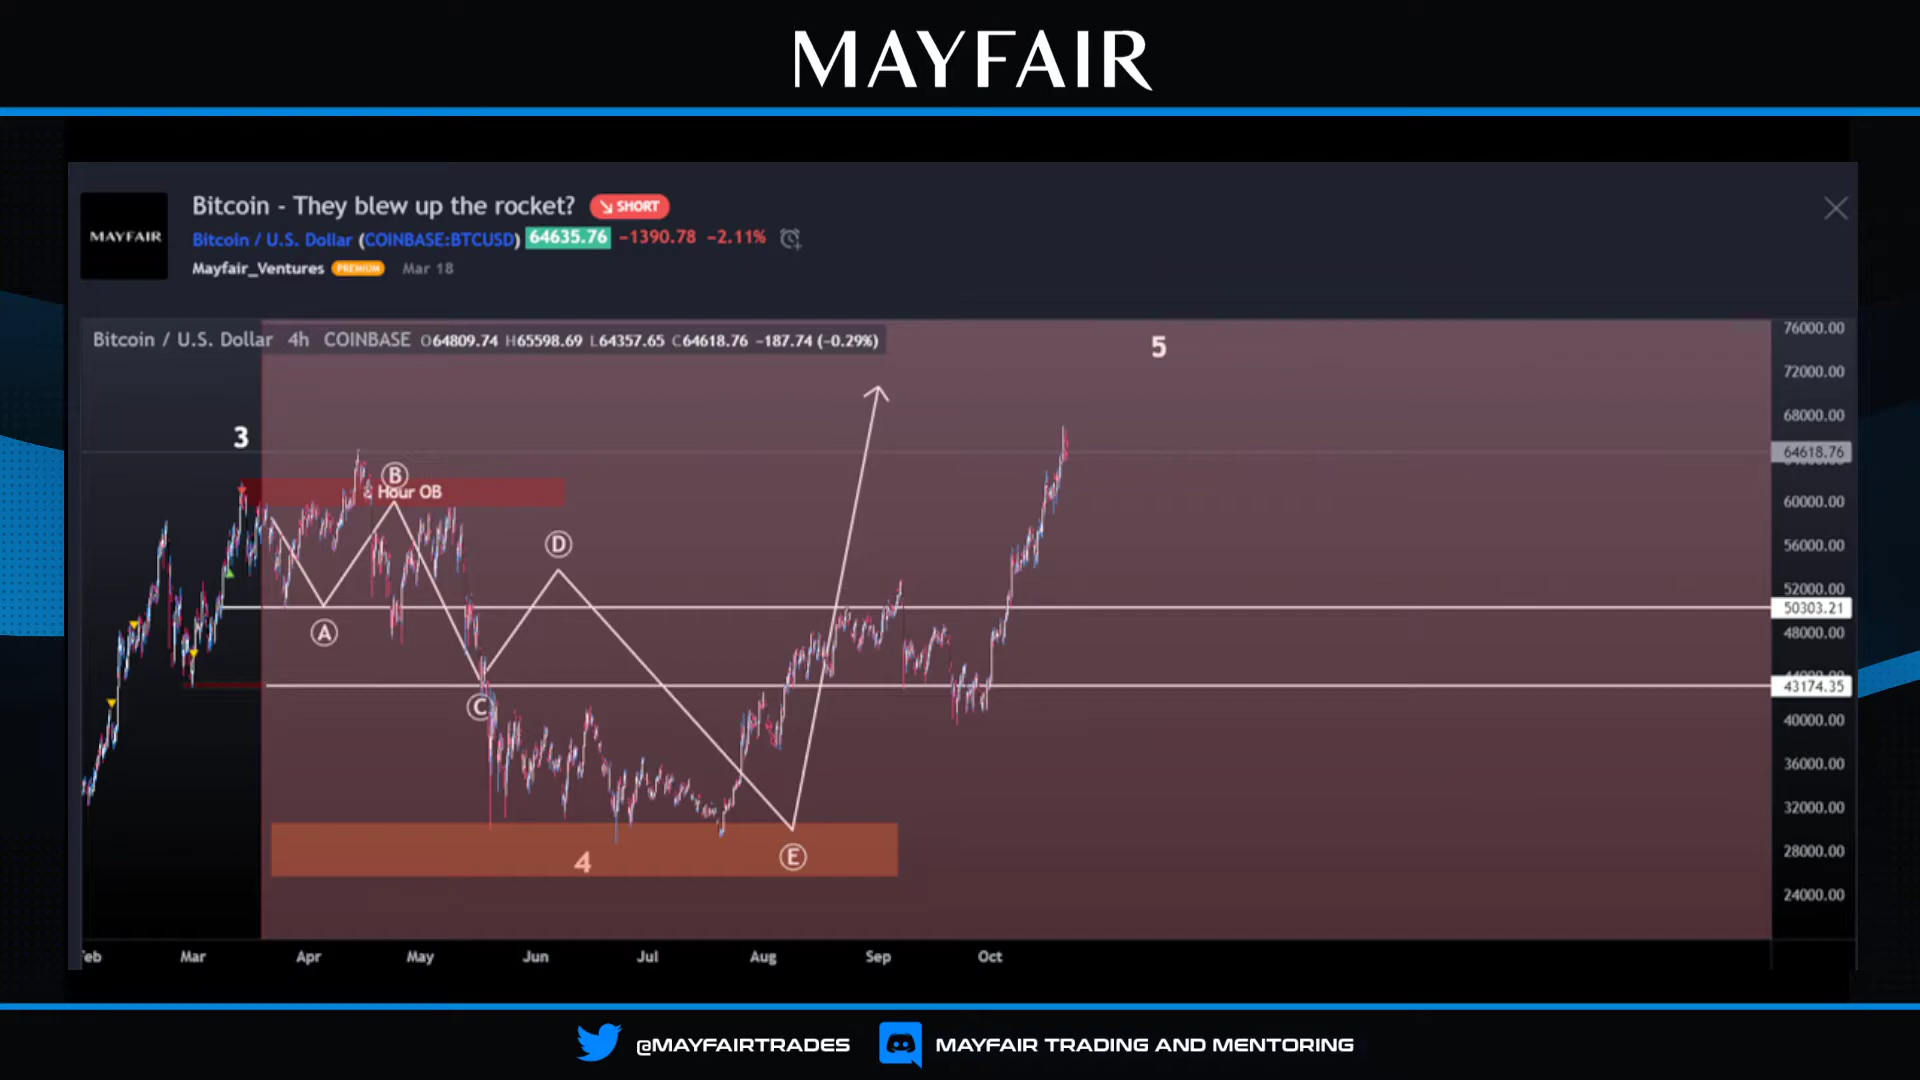 MAYFAIR
MAYFAIR
Bitcoin - They blew up the rocket? SHORT
Bitcoin / U.S. Dollar (COINBASE:BTCUSD) 64635.76 −1390.78 −2.11%
Mayfair_Ventures PREMIUM Mar 18
Bitcoin / U.S. Dollar 4h COINBASE O64809.74 H65598.69 L64357.65 C64618.76 −187.74 (−0.29%)
76000.00
5
72000.00
68000.00
3
64618.76
B
Hour OB
60000.00
D
56000.00
52000.00
50303.21
A
48000.00
43174.35
C
40000.00
36000.00
32000.00
4
E
28000.00
24000.00
Mar Apr May Jun Jul Aug Sep Oct
@MAYFAIRTRADES MAYFAIR TRADING AND MENTORING